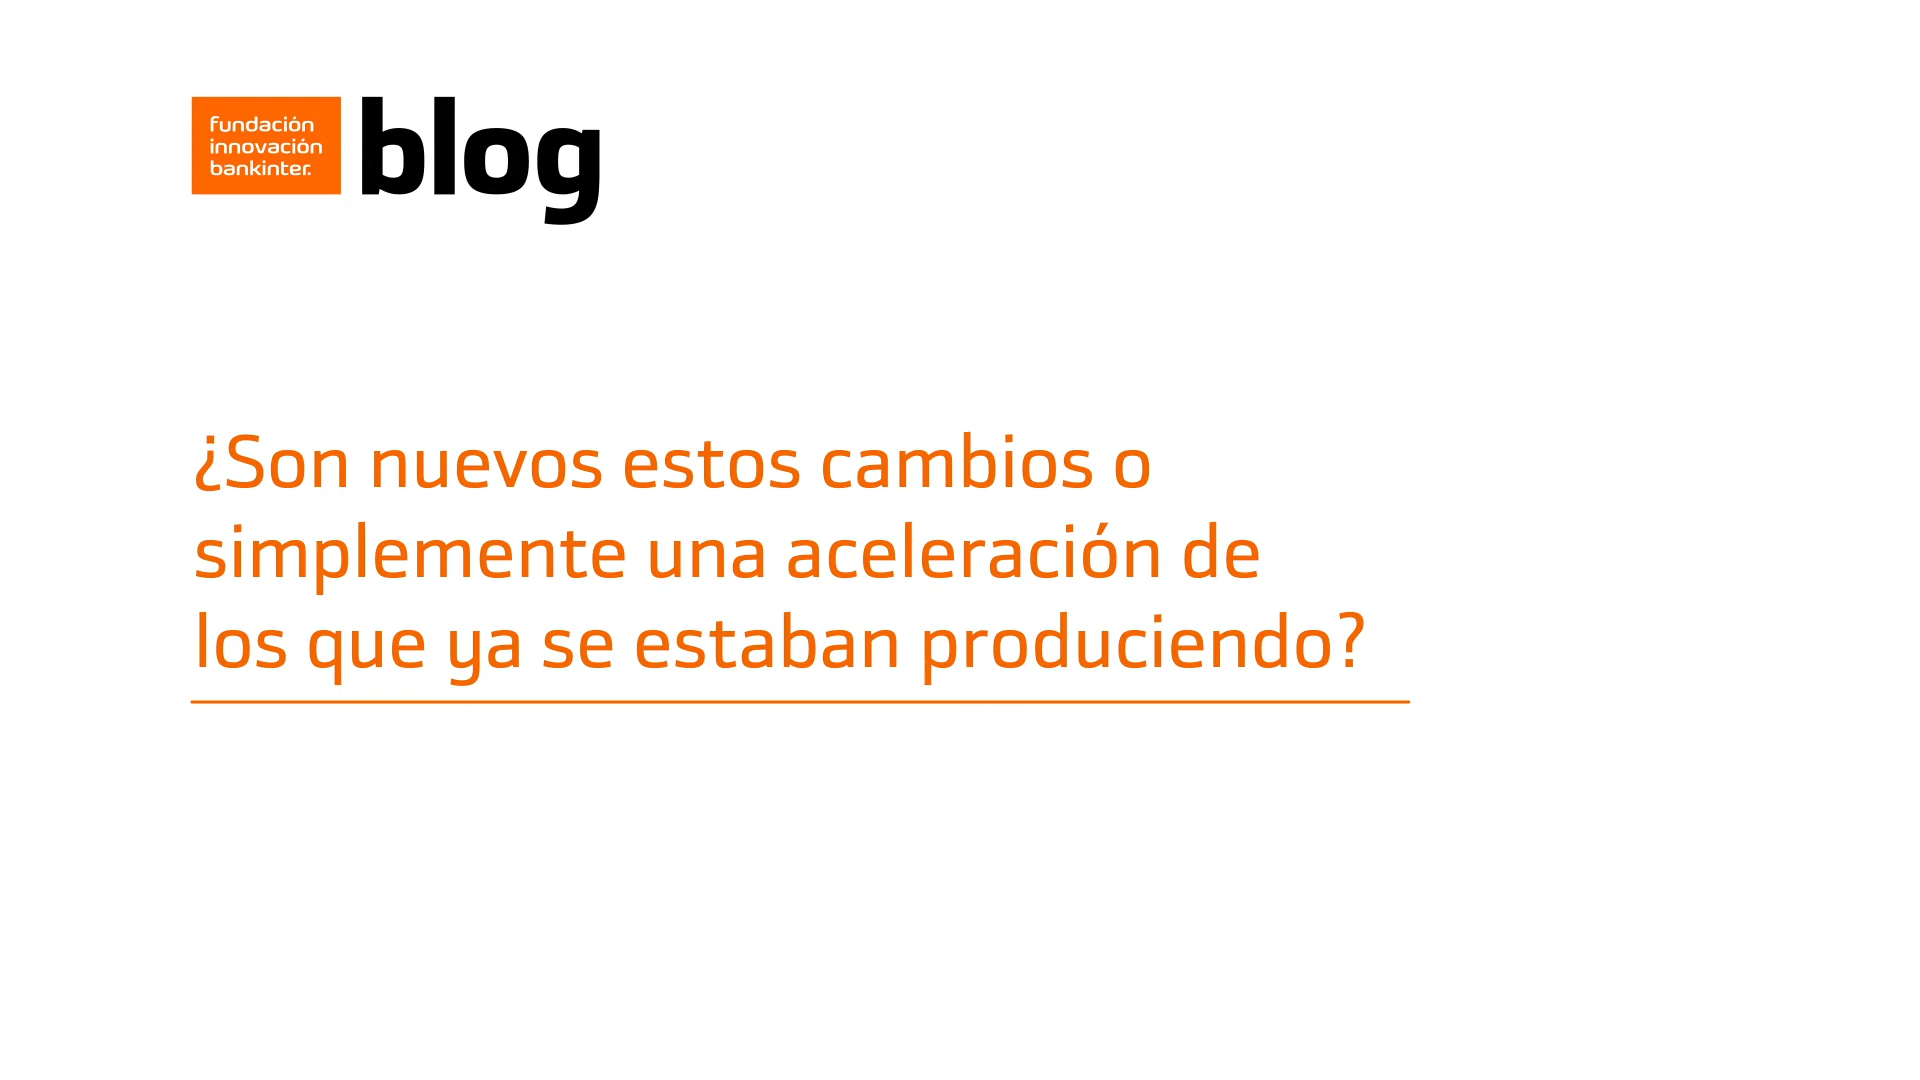 fundación
innovación
bankinter.
blog
¿Son nuevos estos cambios o
simplemente una aceleración de
los que ya se estaban produciendo?